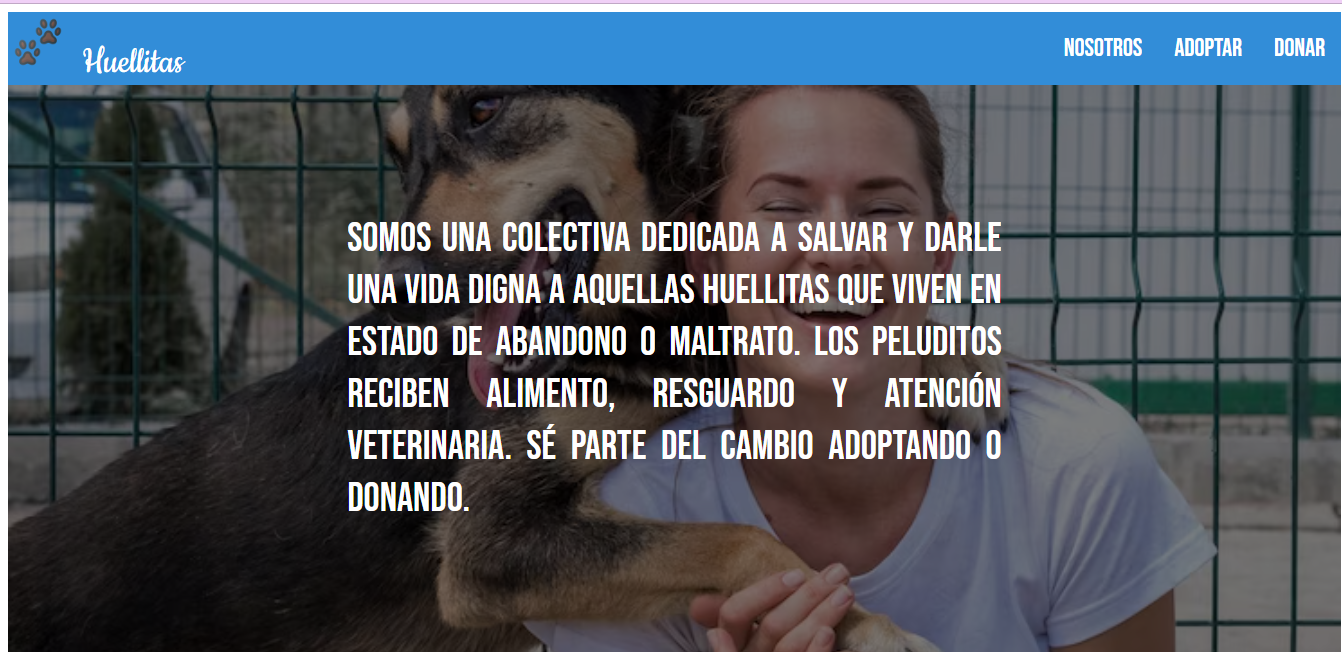 Huellitas
NOSOTROS ADOPTAR DONAR
SOMOS UNA COLECTIVA DEDICADA A SALVAR Y DARLE
UNA VIDA DIGNA A AQUELLAS HUELLITAS QUE VIVEN EN
ESTADO DE ABANDONO O MALTRATO. LOS PELUDITOS
RECIBEN ALIMENTO, RESGUARDO Y ATENCIÓN
VETERINARIA. SÉ PARTE DEL CAMBIO ADOPTANDO O
DONANDO.